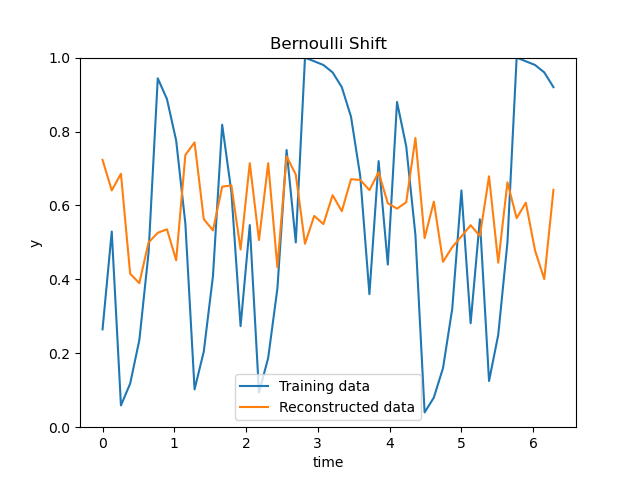 Bernoulli Shift
1.0
0.8
0.6
0.4
0.2
0.0
y
Training data
Reconstructed data
0 1 2 3 4 5 6
time